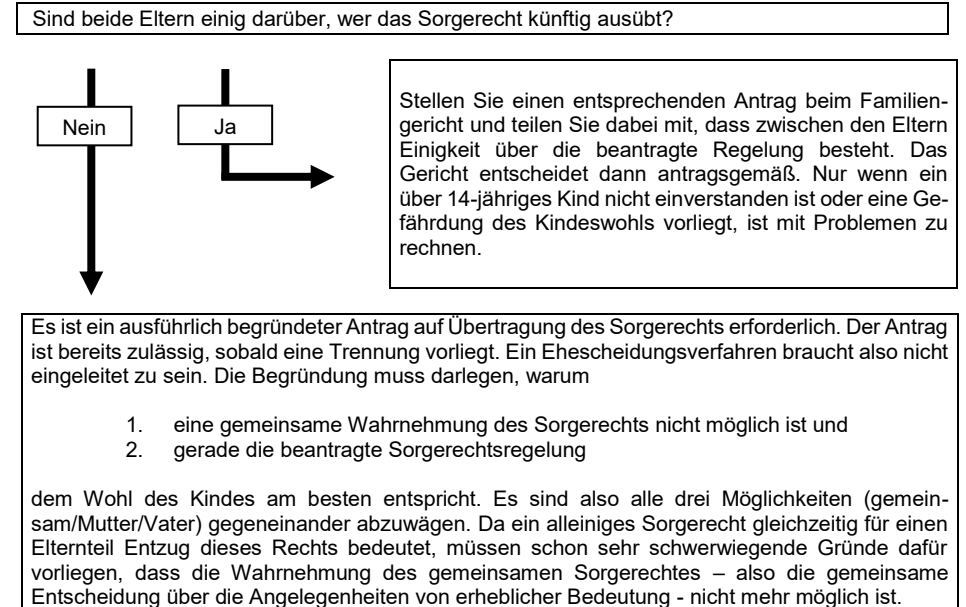 Sind beide Eltern einig darüber, wer das Sorgerecht künftig ausübt?
Nein
Ja
Stellen Sie einen entsprechenden Antrag beim Familien-
gericht und teilen Sie dabei mit, dass zwischen den Eltern
Einigkeit über die beantragte Regelung besteht. Das
Gericht entscheidet dann antragsgemäß. Nur wenn ein
über 14-jähriges Kind nicht einverstanden ist oder eine Ge-
fährdung des Kindeswohls vorliegt, ist mit Problemen zu
rechnen.
Es ist ein ausführlich begründeter Antrag auf Übertragung des Sorgerechts erforderlich. Der Antrag
ist bereits zulässig, sobald eine Trennung vorliegt. Ein Ehescheidungsverfahren braucht also nicht
eingeleitet zu sein. Die Begründung muss darlegen, warum
1. eine gemeinsame Wahrnehmung des Sorgerechts nicht möglich ist und
2. gerade die beantragte Sorgerechtsregelung
dem Wohl des Kindes am besten entspricht. Es sind also alle drei Möglichkeiten (gemein-
sam/Mutter/Vater) gegeneinander abzuwägen. Da ein alleiniges Sorgerecht gleichzeitig für einen
Elternteil Entzug dieses Rechts bedeutet, müssen schon sehr schwerwiegende Gründe dafür
vorliegen, dass die Wahrnehmung des gemeinsamen Sorgerechtes – also die gemeinsame
Entscheidung über die Angelegenheiten von erheblicher Bedeutung - nicht mehr möglich ist.